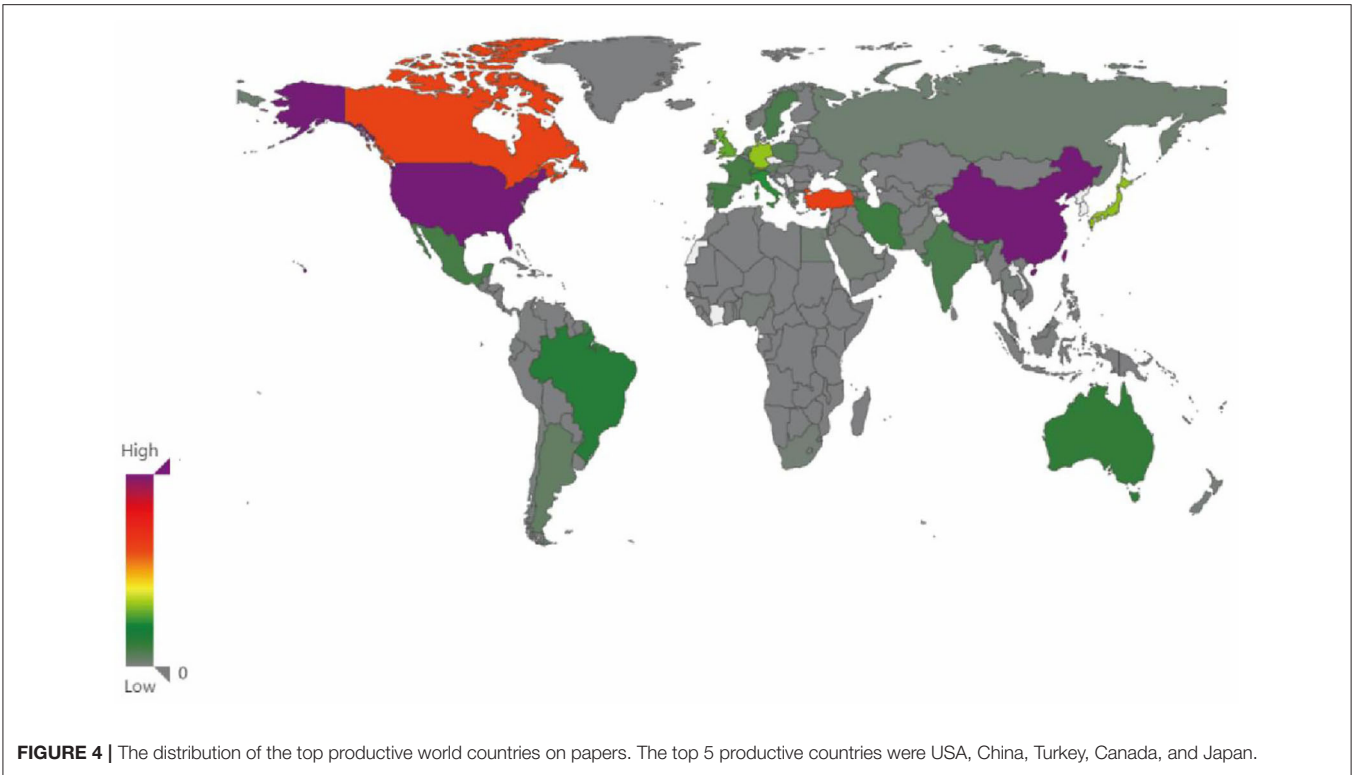 High
0
Low
FIGURE 4 | The distribution of the top productive world countries on papers. The top 5 productive countries were USA, China, Turkey, Canada, and Japan.